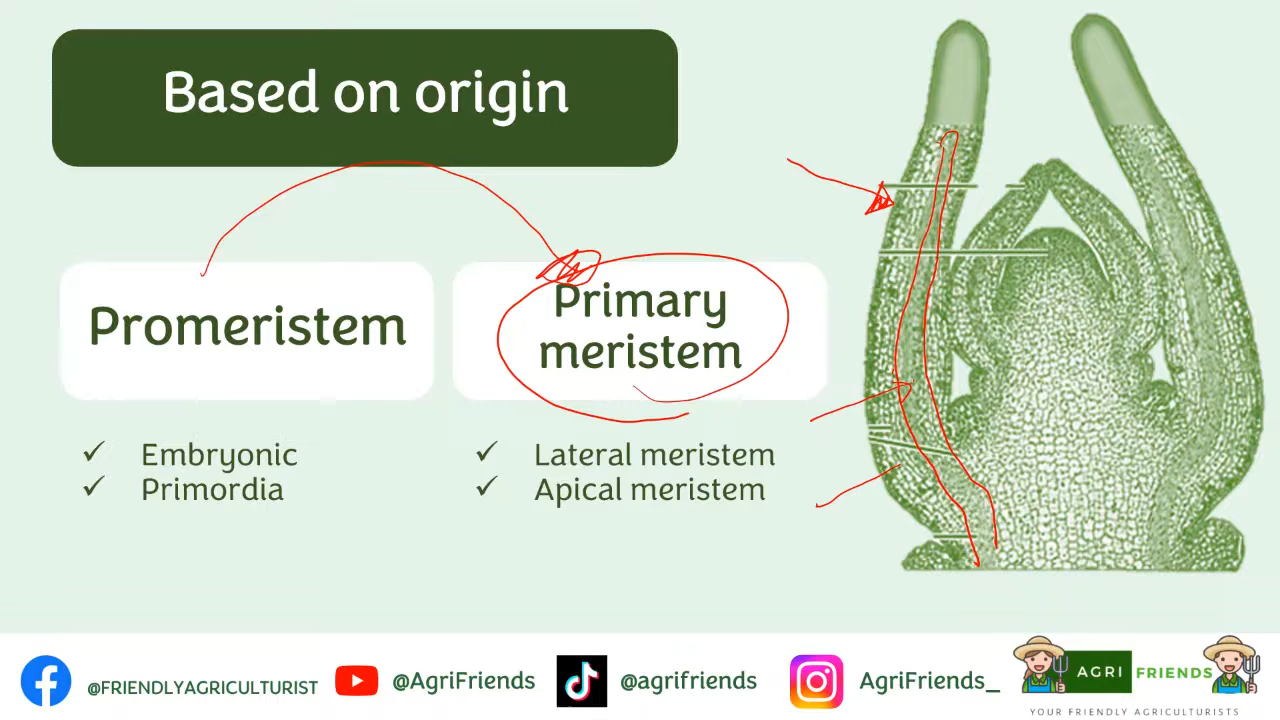 Based on origin
Promeristem
Primary
meristem
✓ Embryonic
✓ Primordia
✓ Lateral meristem
✓ Apical meristem
@FRIENDLYAGRICULTURIST
@AgriFriends
@agrifriends
AgriFriends_
AGRI FRIENDS
YOUR FRIENDLY AGRICULTURISTS